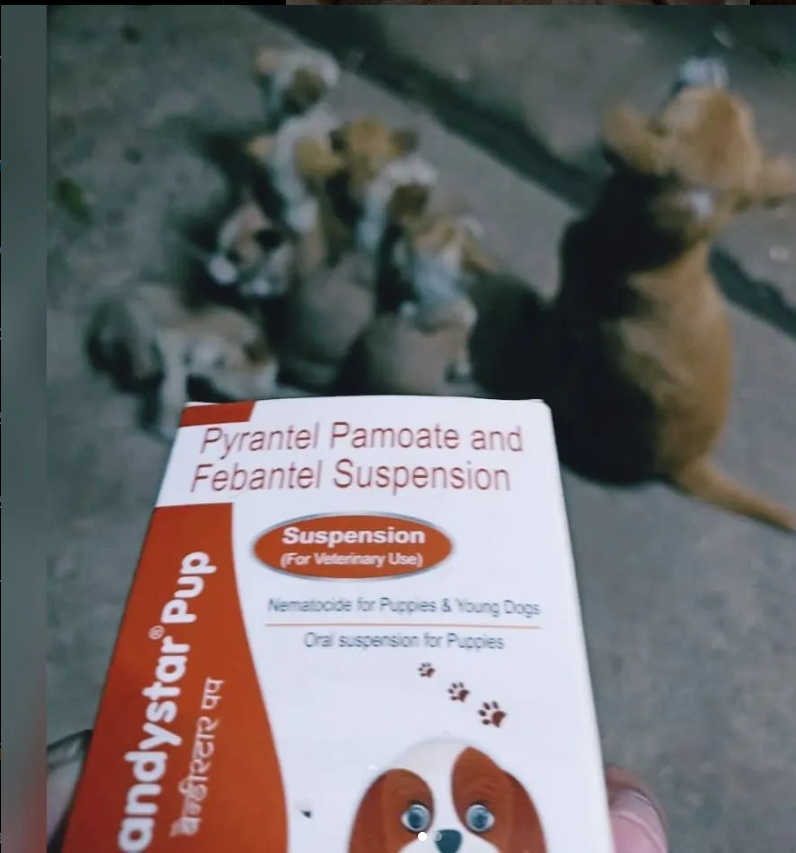 Pyrantel Pamoate and
Febantel Suspension
Suspension
(For Veterinary Use)
Nematocide for Puppies & Young Dogs
Oral suspension for Puppies
andystar® Pup
बैन्डीस्टार पप